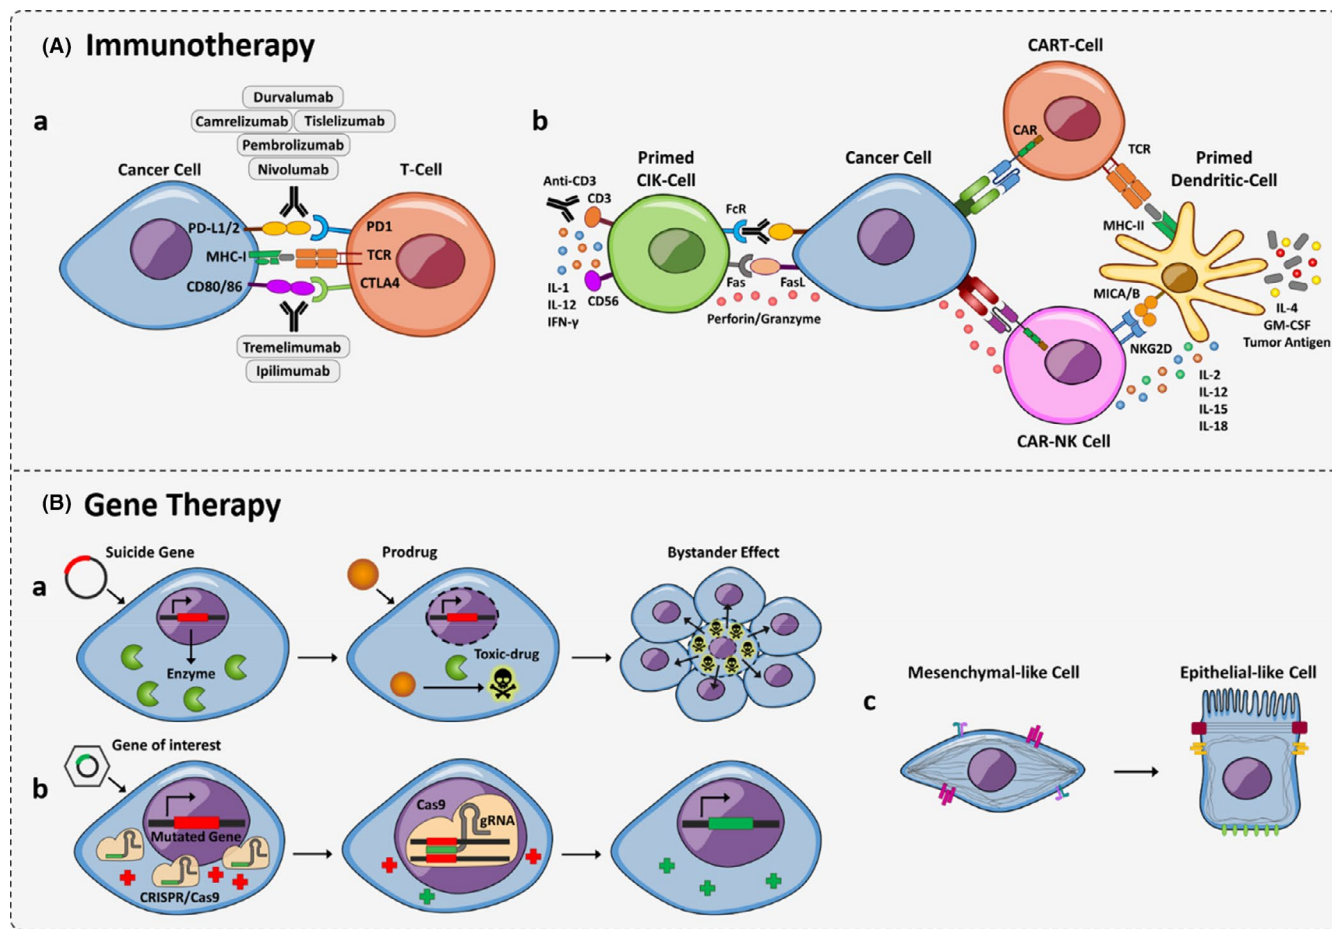 (A) Immunotherapy
a
Durvalumab
Camrelizumab
Tislelizumab
Pembrolizumab
Nivolumab
Cancer Cell
T-Cell
PD-L1/2
PD1
MHC-I
TCR
CD80/86
CTLA4
Tremelimumab
Ipilimumab
b
Primed
CIK-Cell
Anti-CD3
CD3
IL-1
IL-12
IFN-γ
CD56
FcR
Fas
FasL
Perforin/Granzyme
Cancer Cell
CART-Cell
CAR
TCR
Primed
Dendritic-Cell
MHC-II
MICA/B
NKG2D
IL-4
GM-CSF
Tumor Antigen
IL-2
IL-12
IL-15
IL-18
CAR-NK Cell
(B) Gene Therapy
a
Suicide Gene
Enzyme
Prodrug
Toxic-drug
Bystander Effect
b
Gene of interest
Mutated Gene
CRISPR/Cas9
Cas9
gRNA
c
Mesenchymal-like Cell
Epithelial-like Cell